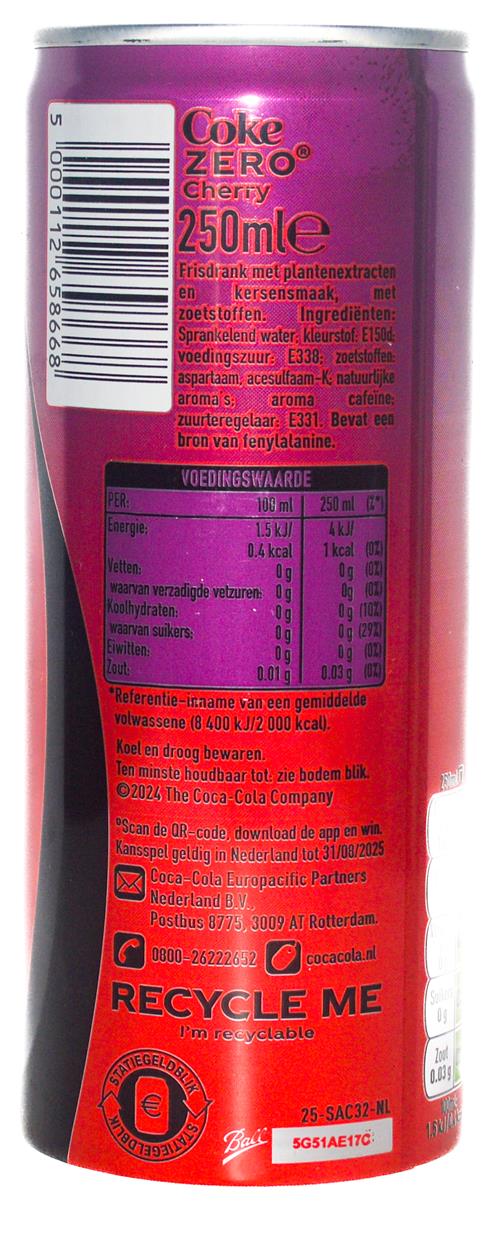 5 000112 658668
Coke
ZERO®
Cherry
250ml℮
Frisdrank met plantenextracten
en kersensmaak, met
zoetstoffen. Ingrediënten:
Sprankelend water, kleurstof: E150d;
voedingszuur: E338; zoetstoffen:
aspartaam, acesulfaam-K; natuurlijke
aroma's; aroma cafeïne;
zuurteregelaar: E331. Bevat een
bron van fenylalanine.
VOEDINGSWAARDE
PER: 100 ml 250 ml (%*)
Energie: 1.5 kJ/ 4 kJ/
0.4 kcal 1 kcal (0%)
Vetten: 0 g 0 g (0%)
waarvan verzadigde vetzuren: 0 g 0g (0%)
Koolhydraten: 0 g 0 g (10%)
waarvan suikers: 0 g 0 g (29%)
Eiwitten: 0 g 0 g (0%)
Zout: 0.01 g 0.03 g (0%)
*Referentie-inname van een gemiddelde
volwassene (8 400 kJ/2 000 kcal).
Koel en droog bewaren.
Ten minste houdbaar tot: zie bodem blik.
©2024 The Coca-Cola Company
°Scan de QR-code, download de app en win.
Kansspel geldig in Nederland tot 31/08/2025
Coca-Cola Europacific Partners
Nederland B.V.,
Postbus 8775, 3009 AT Rotterdam.
0800-26222652 cocacola.nl
RECYCLE ME
I'm recyclable
STATIEGELDBLIK
€
STATIEGELDBLIK
25-SAC32-NL
Ball 5G51AE17C
250ml
Suikers
0 g
Zout
0.03 g